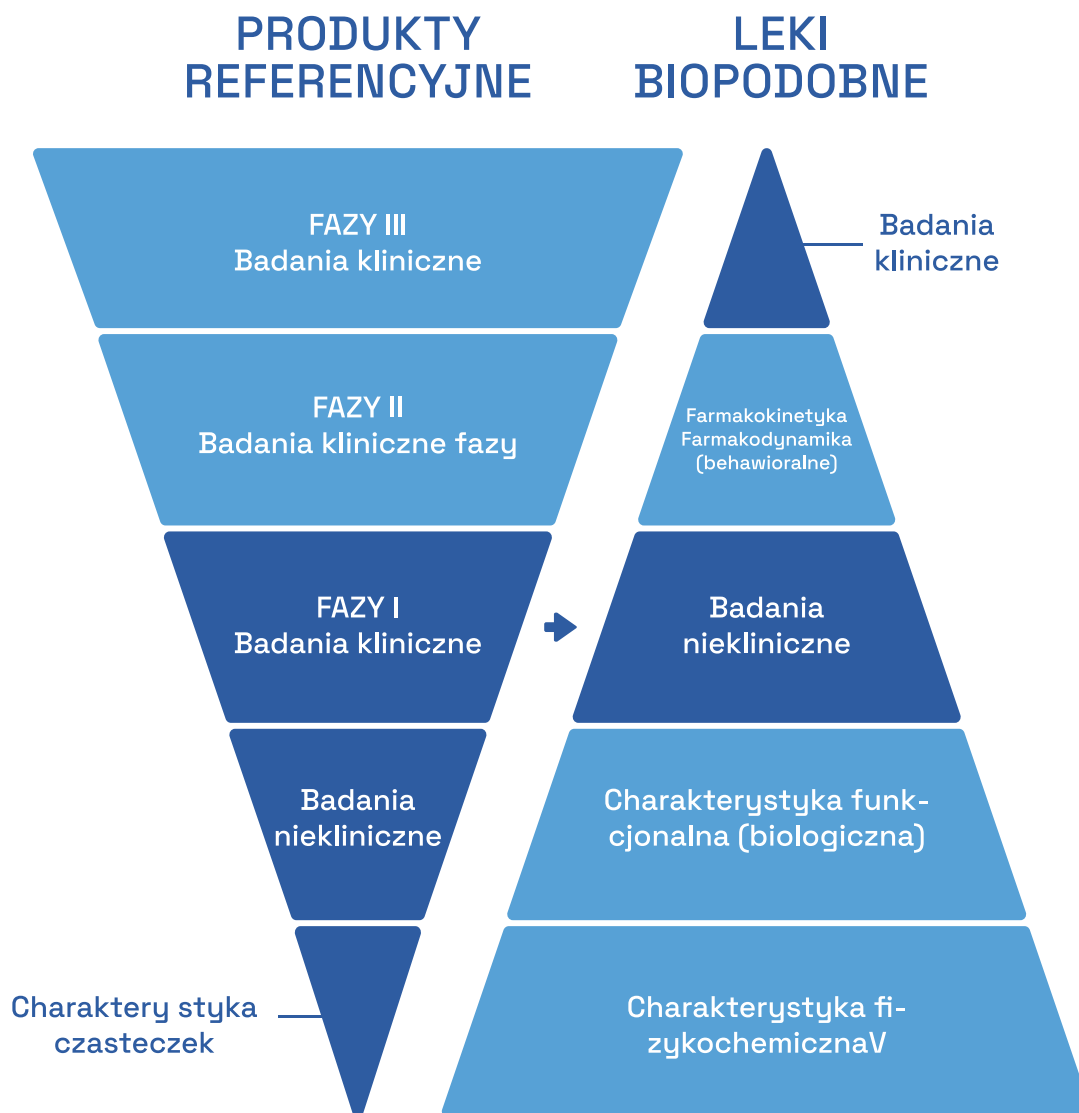 PRODUKTY
REFERENCYJNE
FAZY III
Badania kliniczne
FAZY II
Badania kliniczne fazy
FAZY I
Badania kliniczne
Badania
niekliniczne
Charaktery styka
czasteczek
LEKI
BIOPODOBNE
Badania
kliniczne
Farmakokinetyka
Farmakodynamika
(behawioralne)
Badania
niekliniczne
Charakterystyka funk-
cjonalna (biologiczna)
Charakterystyka fi-
zykochemicznaV